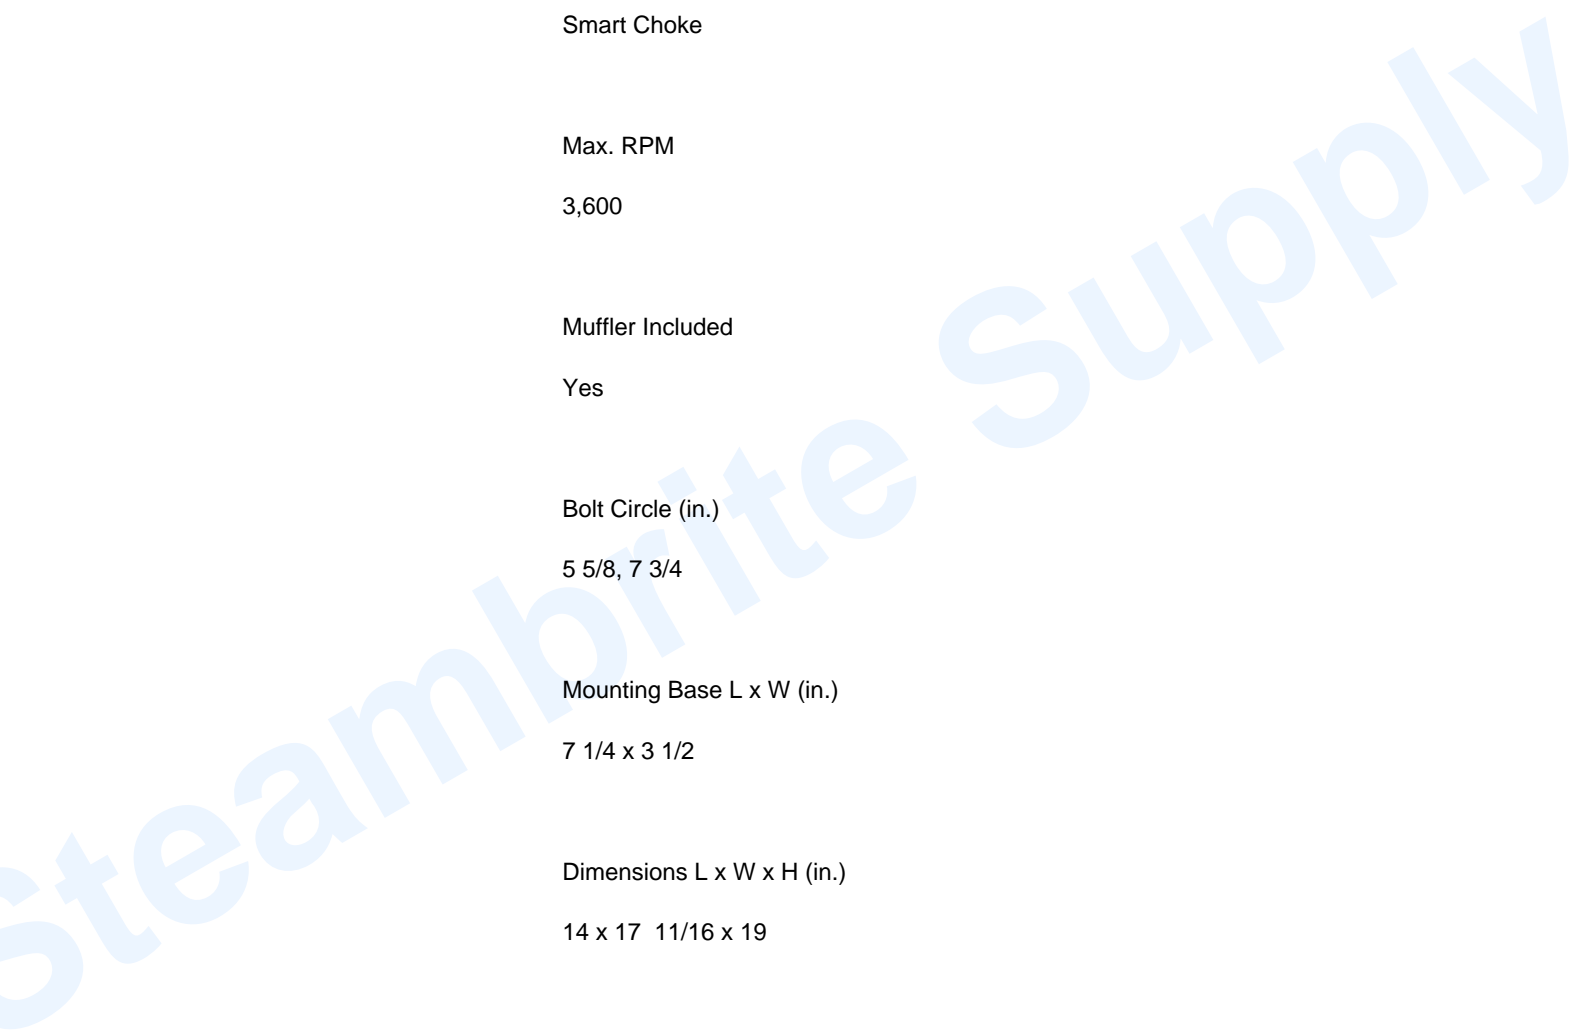 Smart Choke
Max. RPM
3,600
Muffler Included
Yes
Bolt Circle (in.)
5 5/8, 7 3/4
Mounting Base L x W (in.)
7 1/4 x 3 1/2
Dimensions L x W x H (in.)
14 x 17  11/16 x 19
Steambrite Supply